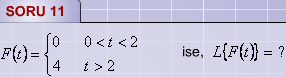 SORU 11
F(t) = { 0   0 < t < 2
       { 4   t > 2     ise, L{F(t)} = ?